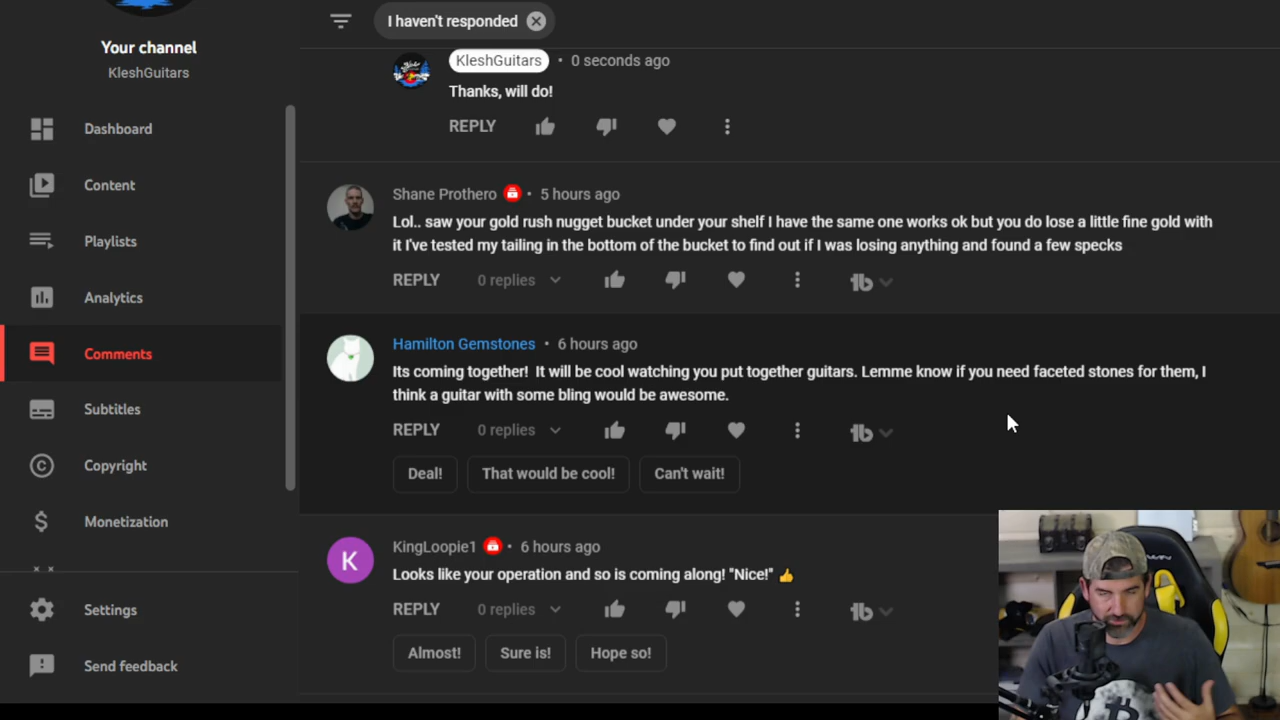 Your channel
KleshGuitars
Dashboard
Content
Playlists
Analytics
Comments
Subtitles
Copyright
Monetization
Settings
Send feedback
I haven't responded
KleshGuitars • 0 seconds ago
Thanks, will do!
REPLY
Shane Prothero • 5 hours ago
Lol.. saw your gold rush nugget bucket under your shelf I have the same one works ok but you do lose a little fine gold with
it I've tested my tailing in the bottom of the bucket to find out if I was losing anything and found a few specks
REPLY 0 replies
Hamilton Gemstones • 6 hours ago
Its coming together! It will be cool watching you put together guitars. Lemme know if you need faceted stones for them, I
think a guitar with some bling would be awesome.
REPLY 0 replies
Deal! That would be cool! Can't wait!
K
KingLoopie1 • 6 hours ago
Looks like your operation and so is coming along! "Nice!" 👍
REPLY 0 replies
Almost! Sure is! Hope so!